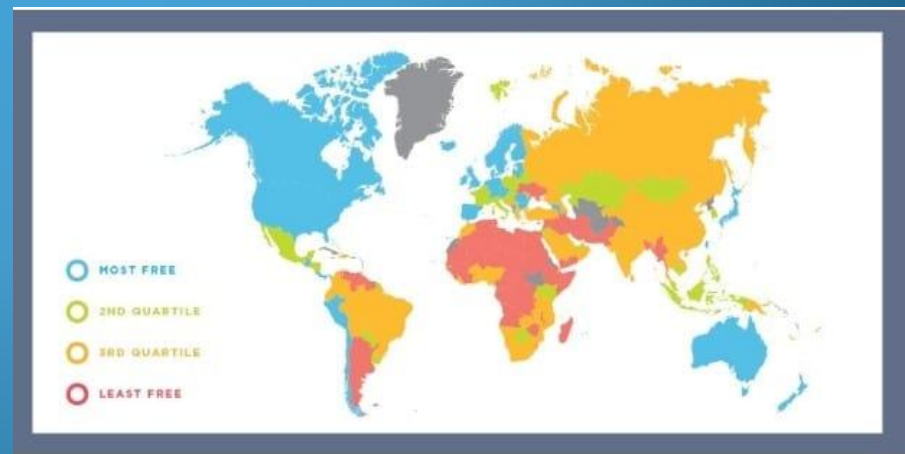 MOST FREE
2ND QUARTILE
3RD QUARTILE
LEAST FREE